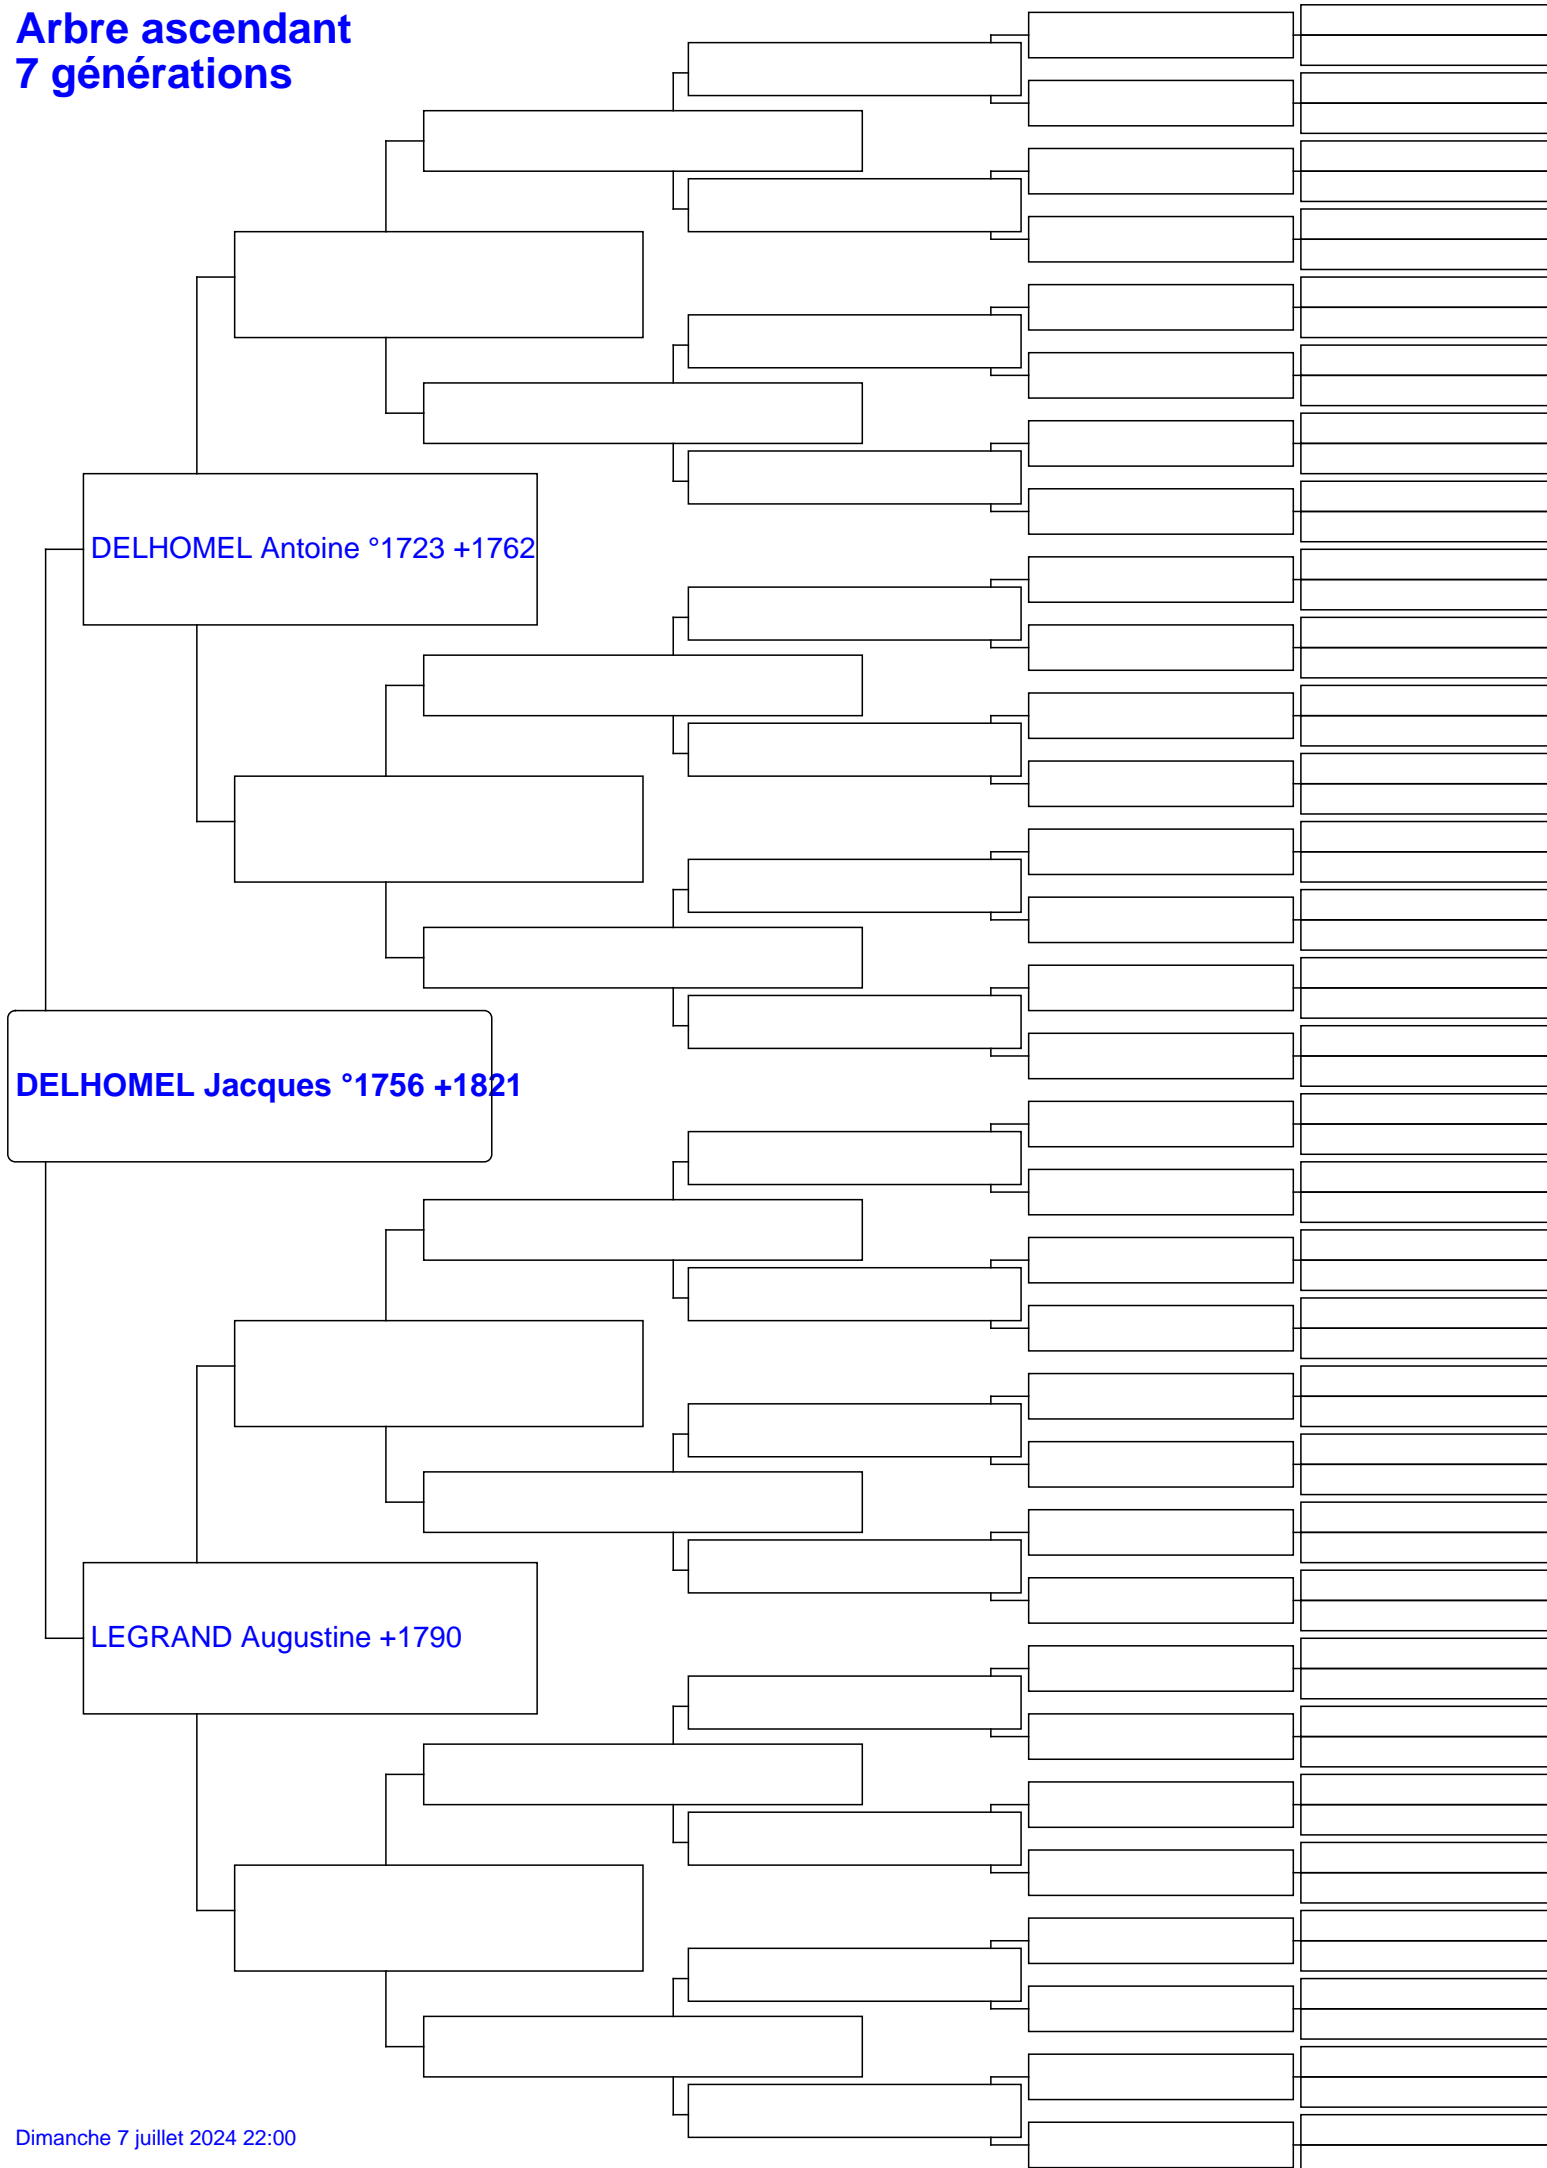 Arbre ascendant
7 générations
DELHOMEL Antoine °1723 +1762
DELHOMEL Jacques °1756 +1821
LEGRAND Augustine +1790
Dimanche 7 juillet 2024 22:00